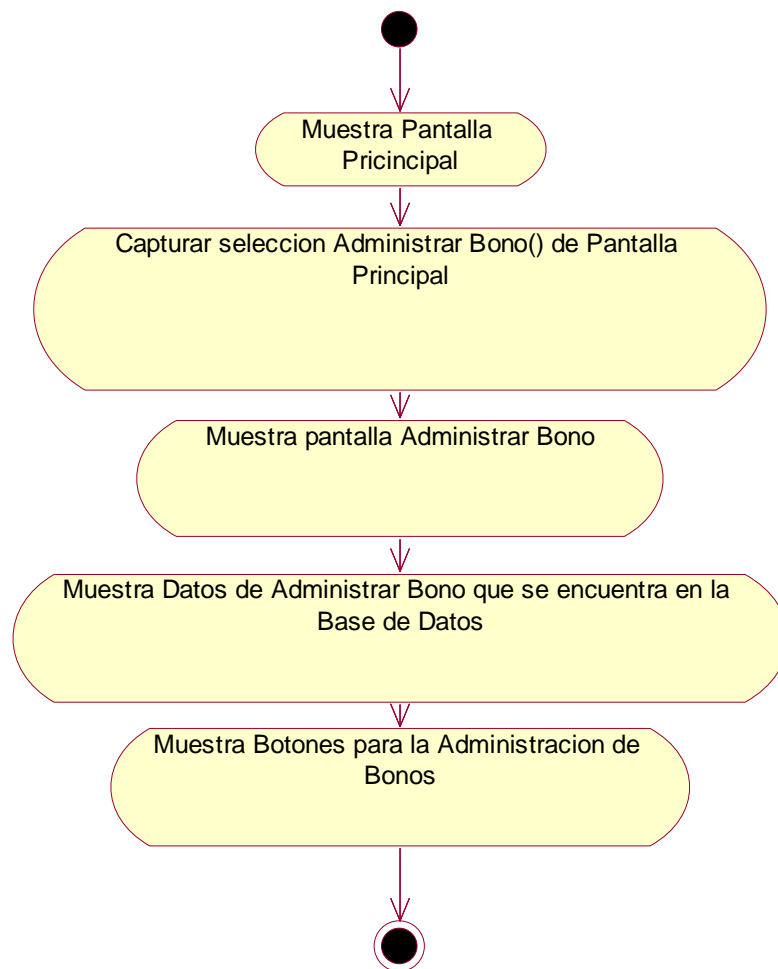 Muestra Pantalla
Pricincipal
Capturar seleccion Administrar Bono() de Pantalla
Principal
Muestra pantalla Administrar Bono
Muestra Datos de Administrar Bono que se encuentra en la
Base de Datos
Muestra Botones para la Administracion de
Bonos